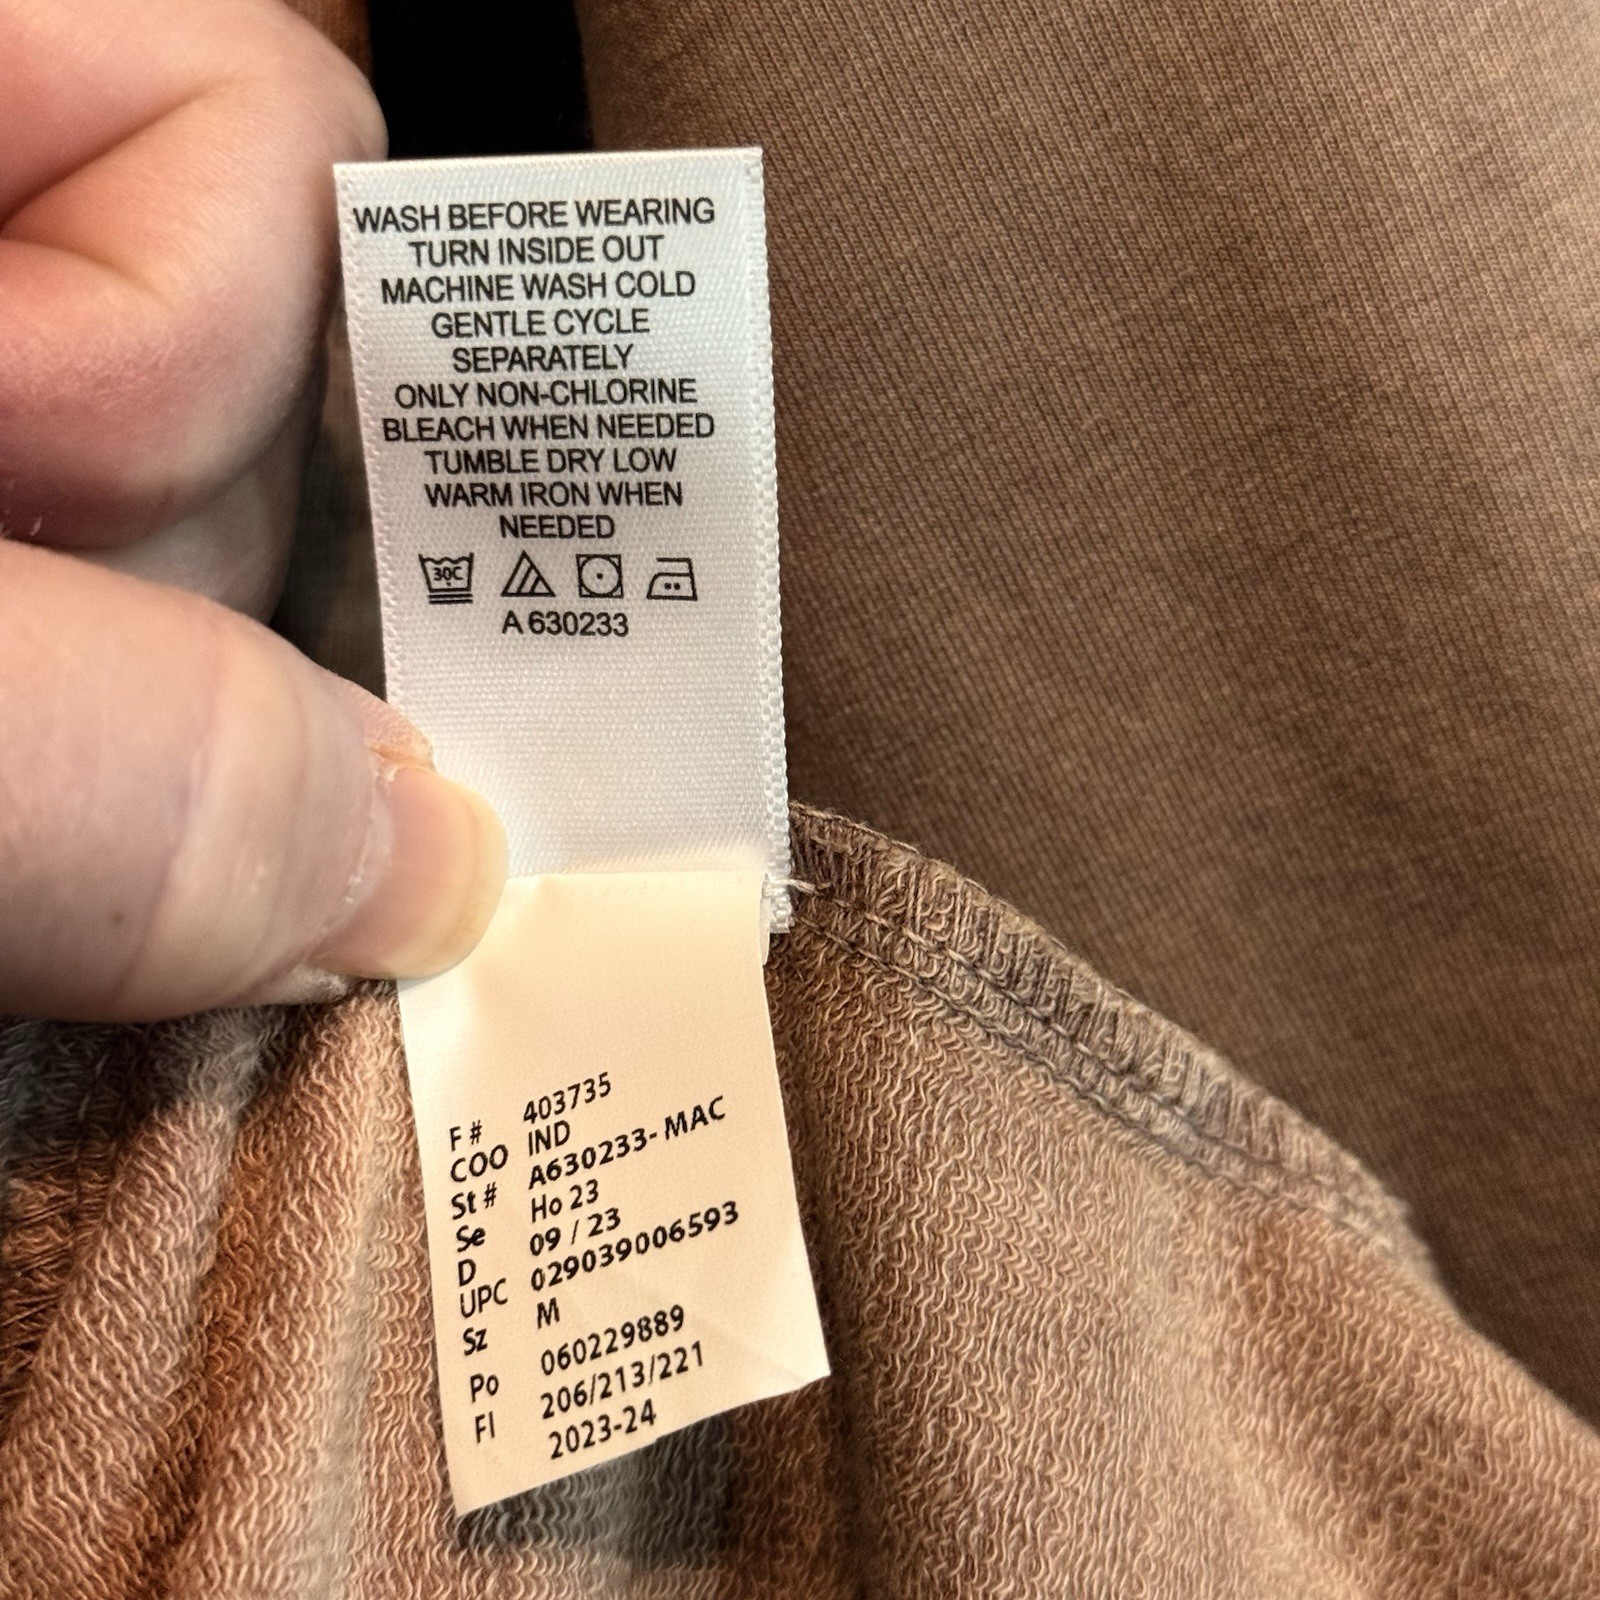 WASH BEFORE WEARING
TURN INSIDE OUT
MACHINE WASH COLD
GENTLE CYCLE
SEPARATELY
ONLY NON-CHLORINE
BLEACH WHEN NEEDED
TUMBLE DRY LOW
WARM IRON WHEN
NEEDED
30C
A 630233
F # 403735
COO IND
St # A630233- MAC
Se Ho 23
D 09 / 23
UPC 029039006593
Sz M
Po 060229889
Fl 206/213/221
2023-24